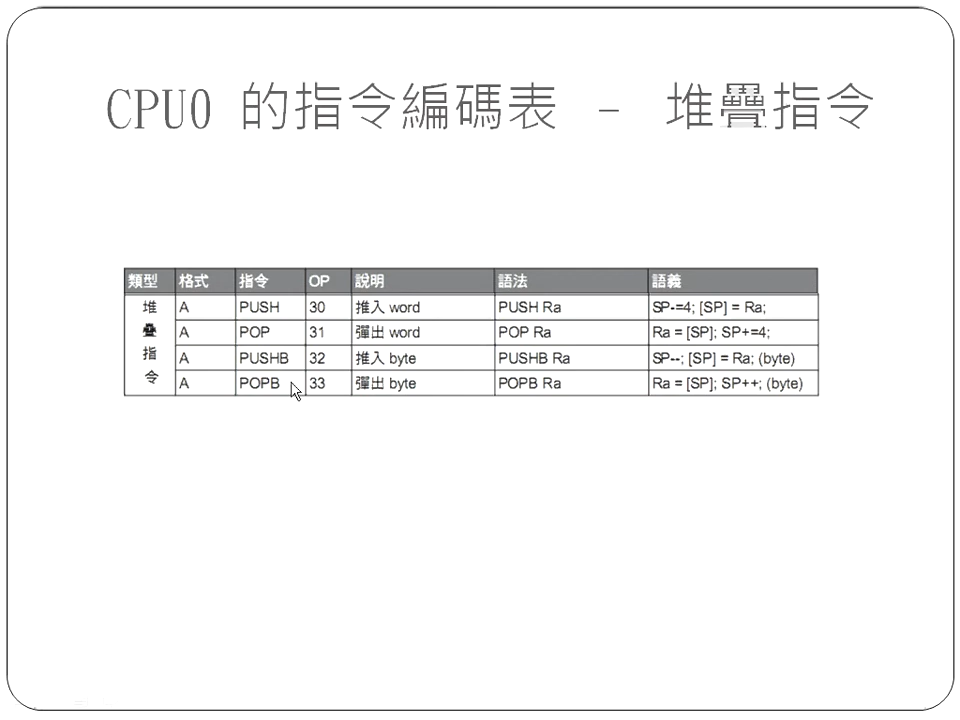 CPU0 的指令編碼表 - 堆疊指令
類型 格式 指令 OP 說明 語法 語義
堆疊指令
A PUSH 30 推入 word PUSH Ra SP-=4; [SP] = Ra;
A POP 31 彈出 word POP Ra Ra = [SP]; SP+=4;
A PUSHB 32 推入 byte PUSHB Ra SP--; [SP] = Ra; (byte)
A POPB 33 彈出 byte POPB Ra Ra = [SP]; SP++; (byte)